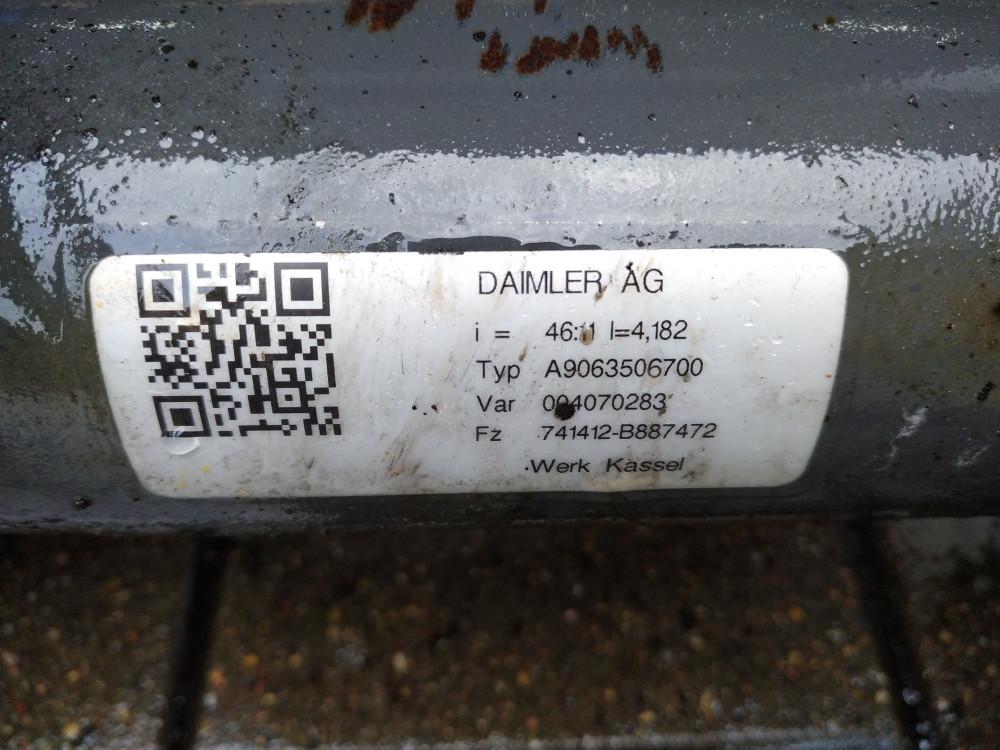 DAIMLER AG
i = 46:11 I=4,182
Typ A9063506700
Var 004070283
Fz 741412-B887472
Werk Kassel